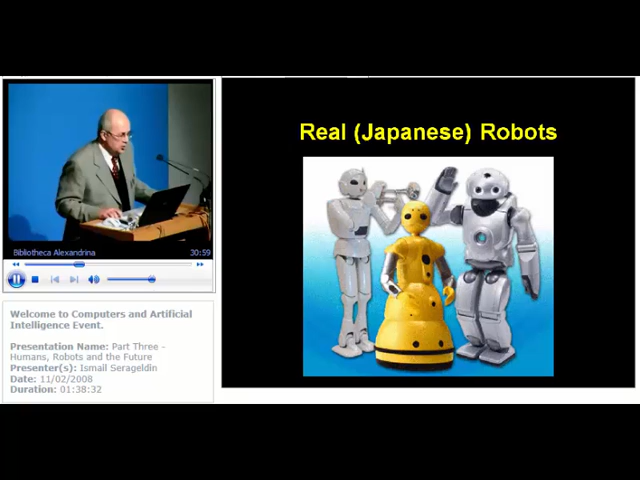 Real (Japanese) Robots
Bibliotheca Alexandrina 30:59
Welcome to Computers and Artificial
Intelligence Event.
Presentation Name: Part Three -
Humans, Robots and the Future
Presenter(s): Ismail Serageldin
Date: 11/02/2008
Duration: 01:38:32